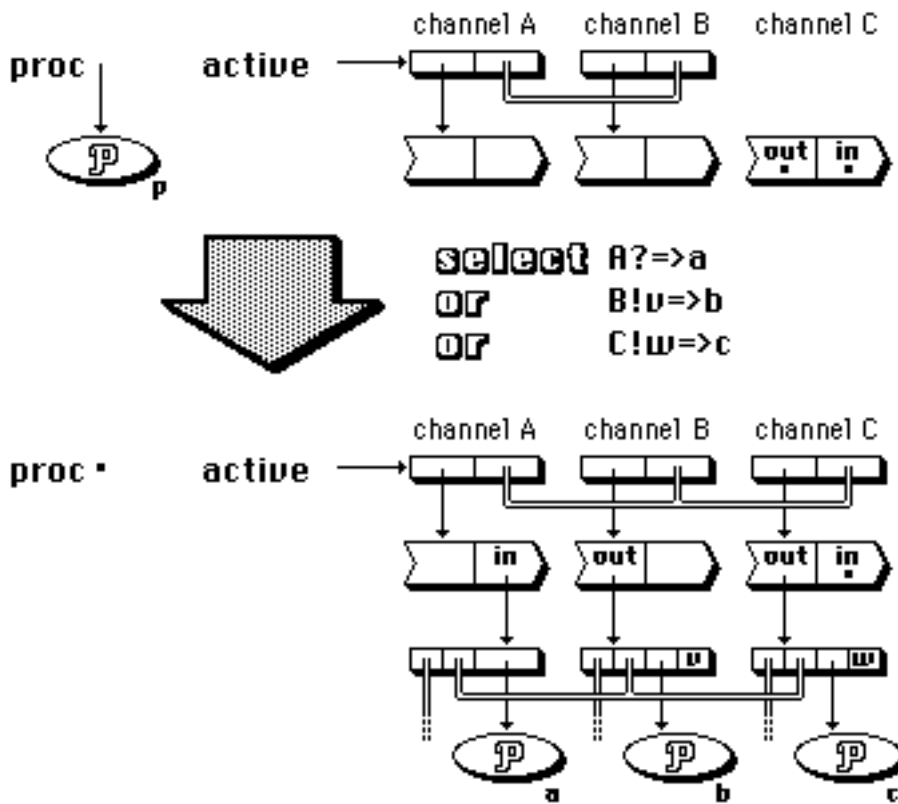 channel A channel B channel C
proc active
P
p
out in
select A?=>a
or B!v=>b
or C!w=>c
channel A channel B channel C
proc active
in out out in
v w
P P P
a b c